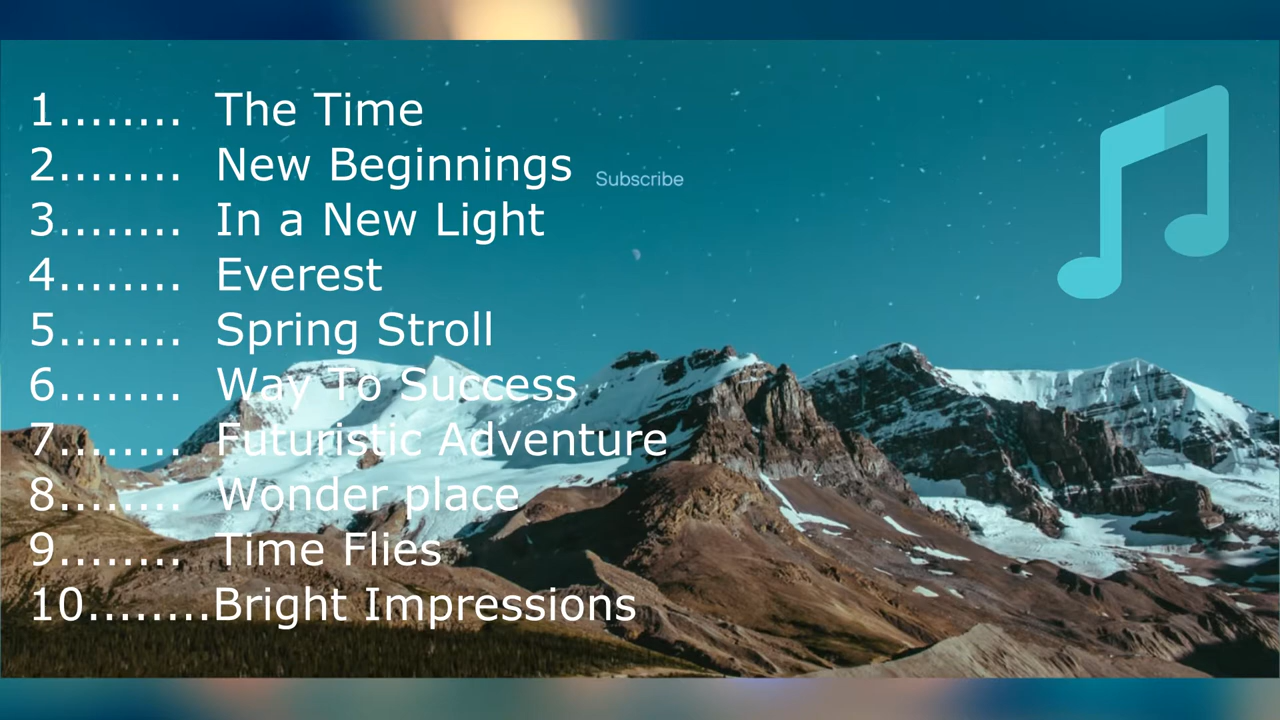 1........ The Time
2........ New Beginnings
Subscribe
3........ In a New Light
4........ Everest
5........ Spring Stroll
6........ Way To Success
7........ Futuristic Adventure
8........ Wonder place
9........ Time Flies
10........Bright Impressions